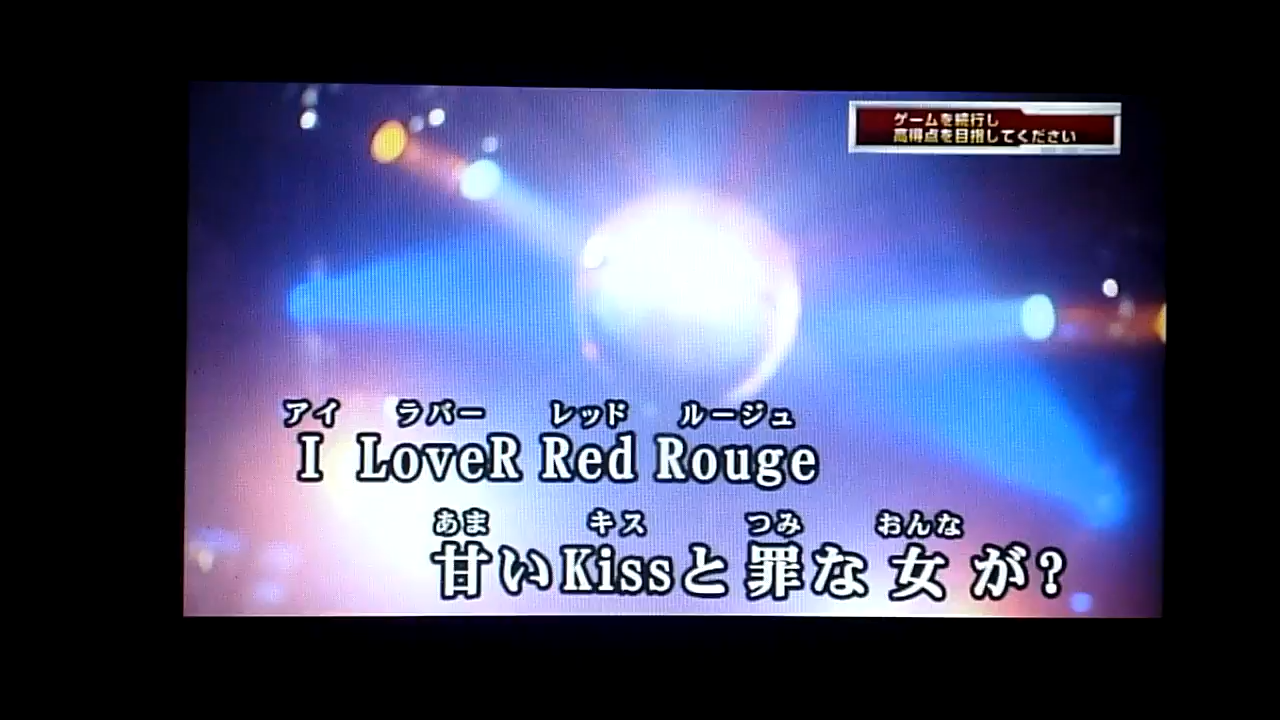 ゲームを続行し
高得点を目指してください
アイ ラバー レッド ルージュ
I LoveR Red Rouge
あま キス つみ おんな
甘いKissと罪な女が?